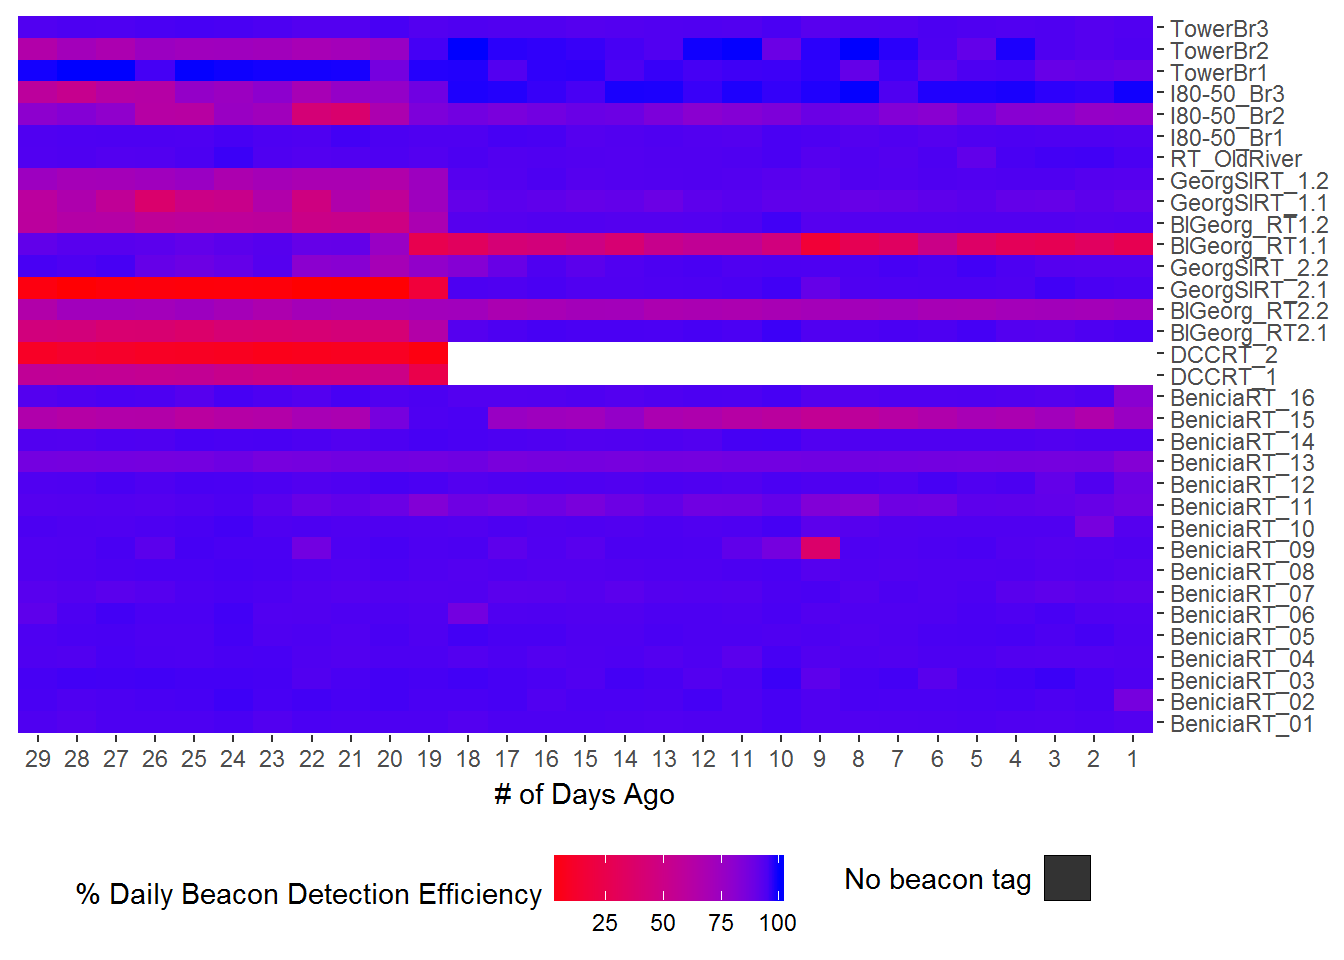 TowerBr3
TowerBr2
TowerBr1
I80-50_Br3
I80-50_Br2
I80-50_Br1
RT_OldRiver
GeorgSlRT_1.2
GeorgSlRT_1.1
BlGeorg_RT1.2
BlGeorg_RT1.1
GeorgSlRT_2.2
GeorgSlRT_2.1
BlGeorg_RT2.2
BlGeorg_RT2.1
DCCRT_2
DCCRT_1
BeniciaRT_16
BeniciaRT_15
BeniciaRT_14
BeniciaRT_13
BeniciaRT_12
BeniciaRT_11
BeniciaRT_10
BeniciaRT_09
BeniciaRT_08
BeniciaRT_07
BeniciaRT_06
BeniciaRT_05
BeniciaRT_04
BeniciaRT_03
BeniciaRT_02
BeniciaRT_01
29 28 27 26 25 24 23 22 21 20 19 18 17 16 15 14 13 12 11 10 9 8 7 6 5 4 3 2 1
# of Days Ago
% Daily Beacon Detection Efficiency
25 50 75 100
No beacon tag